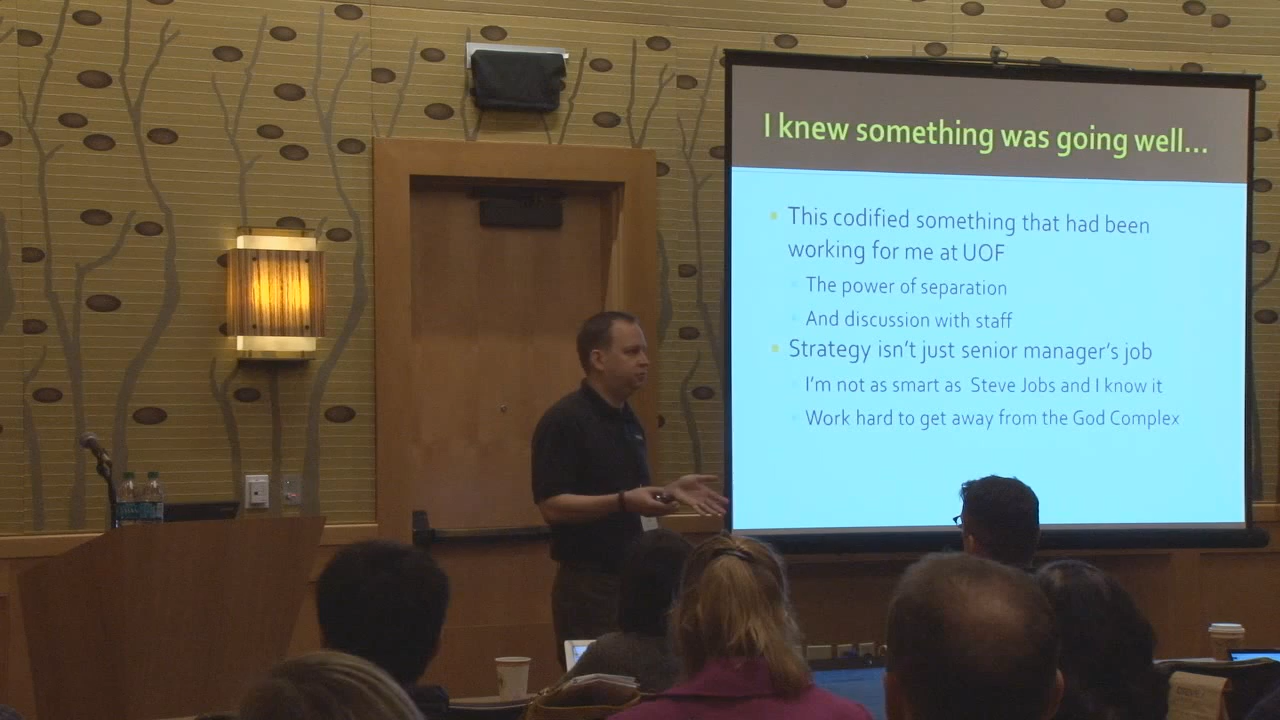 I knew something was going well...
This codified something that had been
working for me at UOF
The power of separation
And discussion with staff
Strategy isn't just senior manager's job
I'm not as smart as Steve Jobs and I know it
Work hard to get away from the God Complex